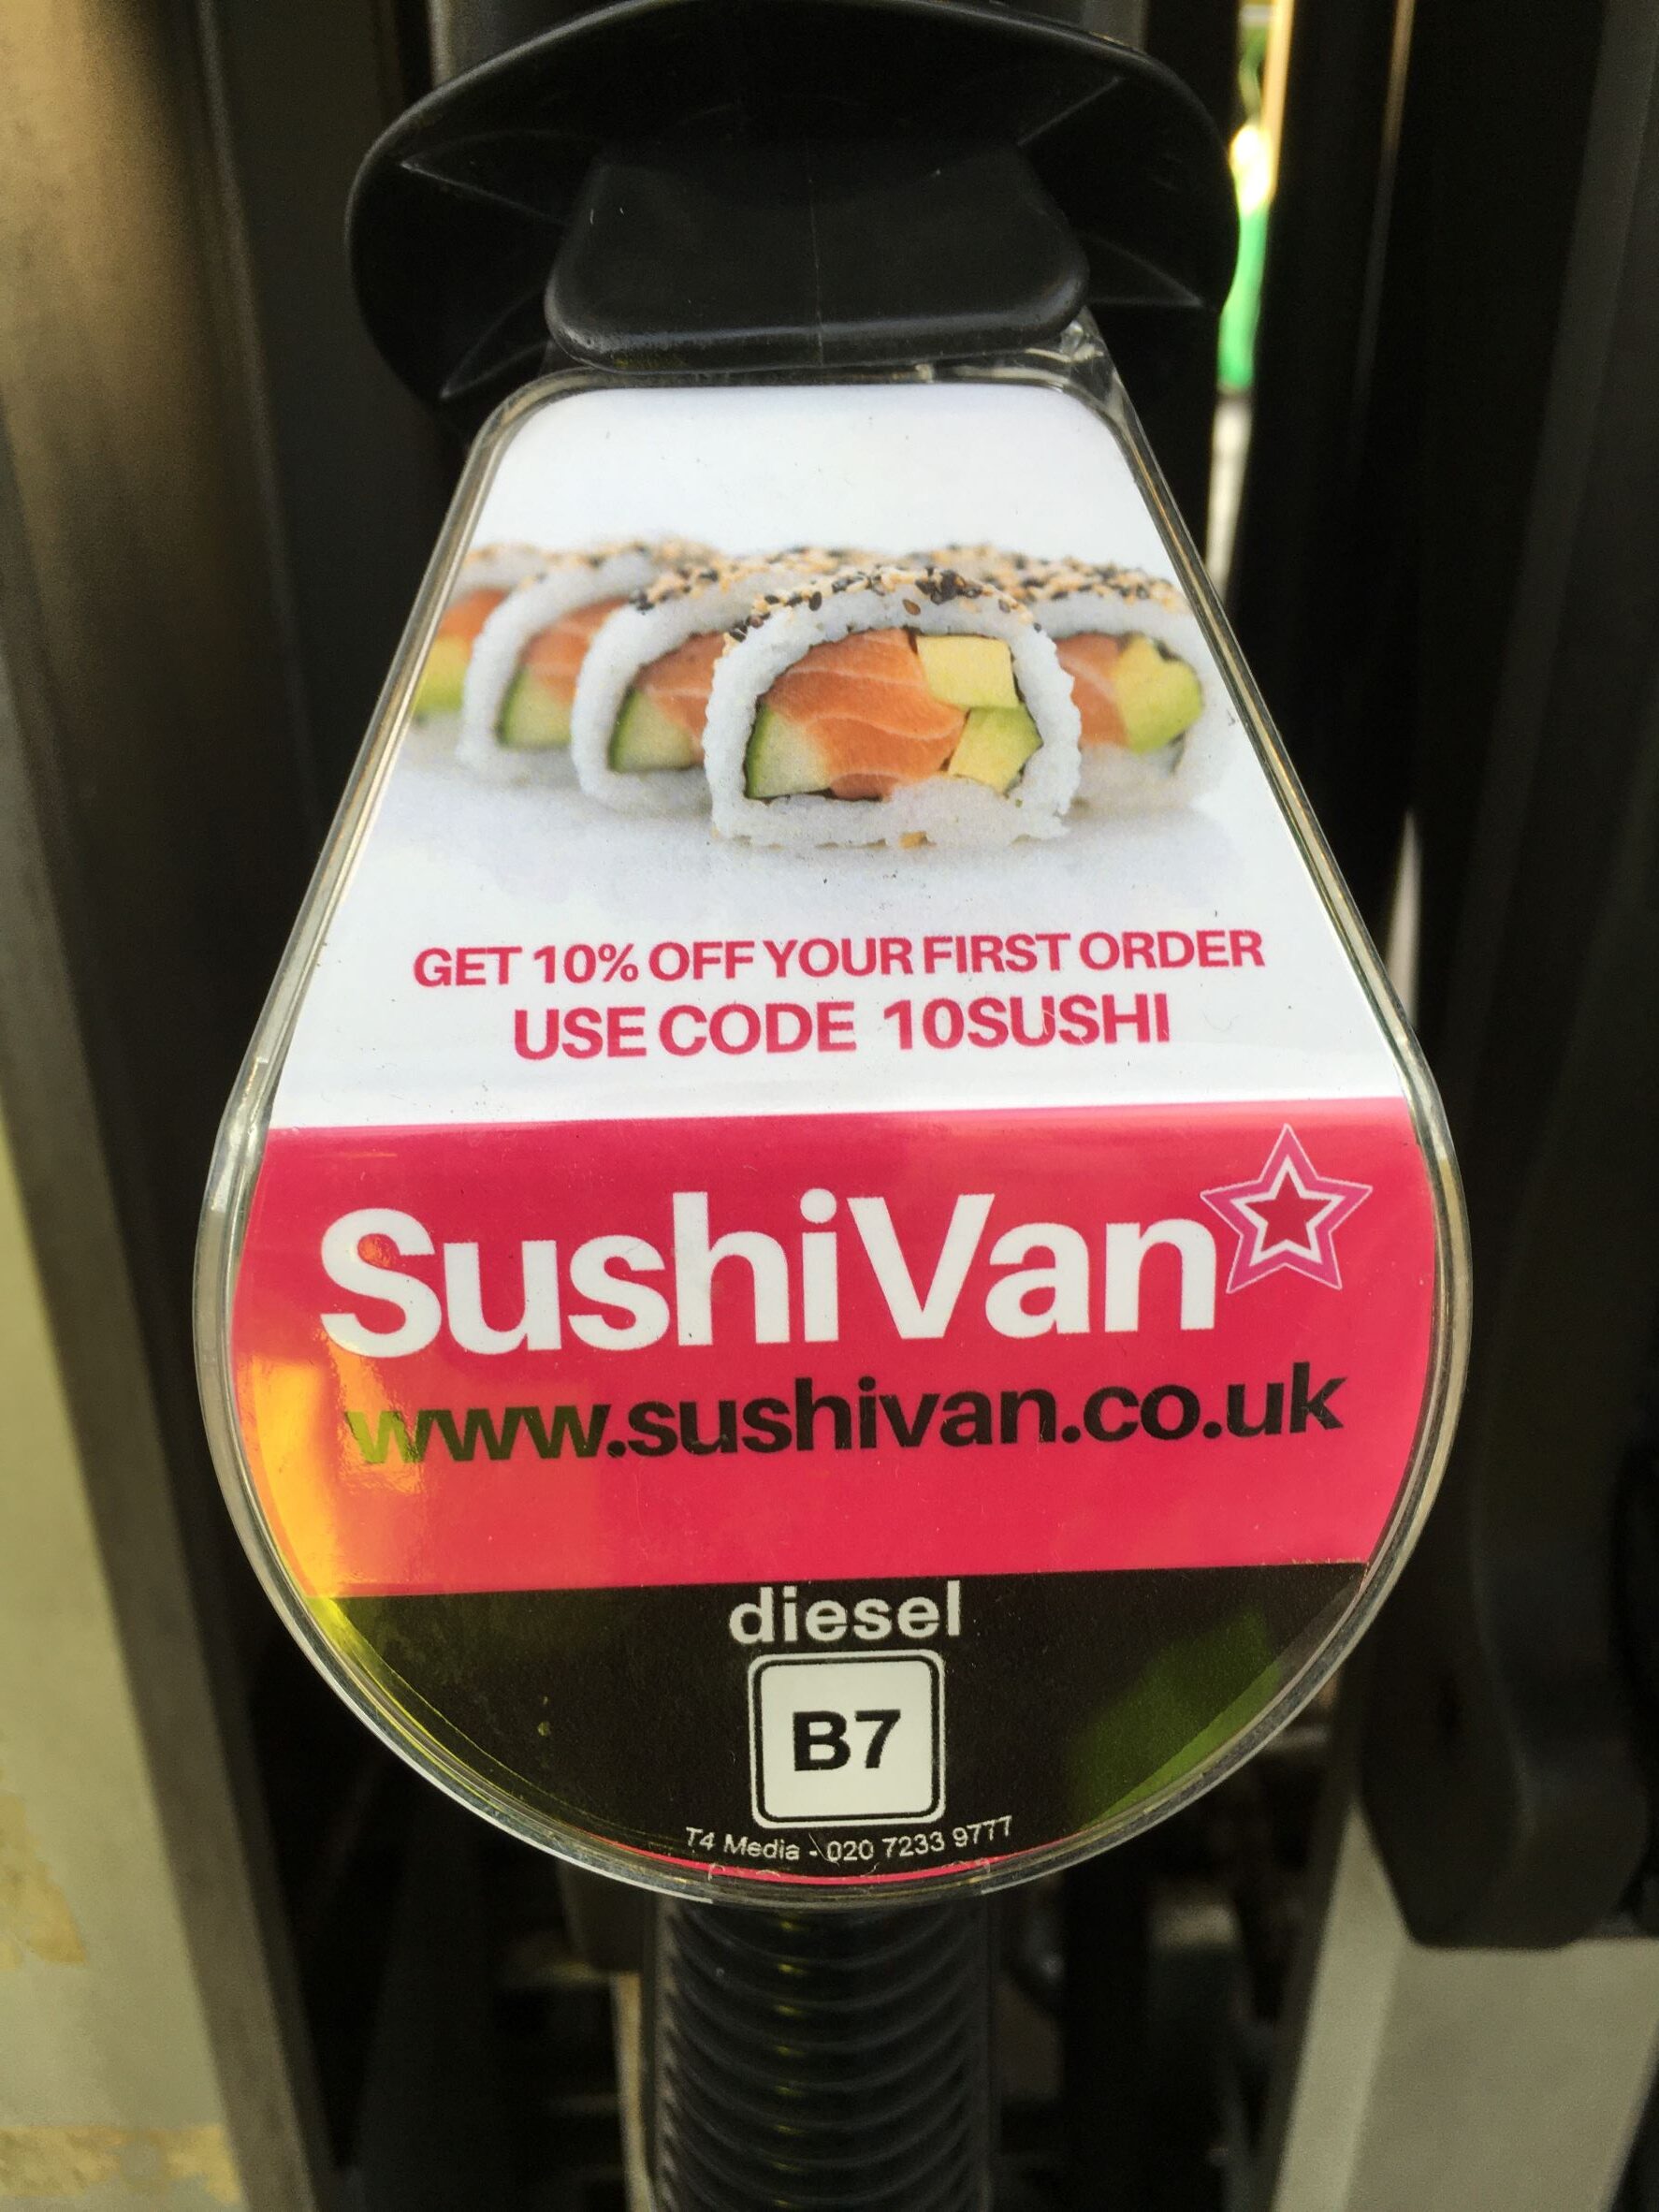 GET 10% OFF YOUR FIRST ORDER
USE CODE 10SUSHI
SushiVan
www.sushivan.co.uk
diesel
B7
T4 Media - 020 7233 9777